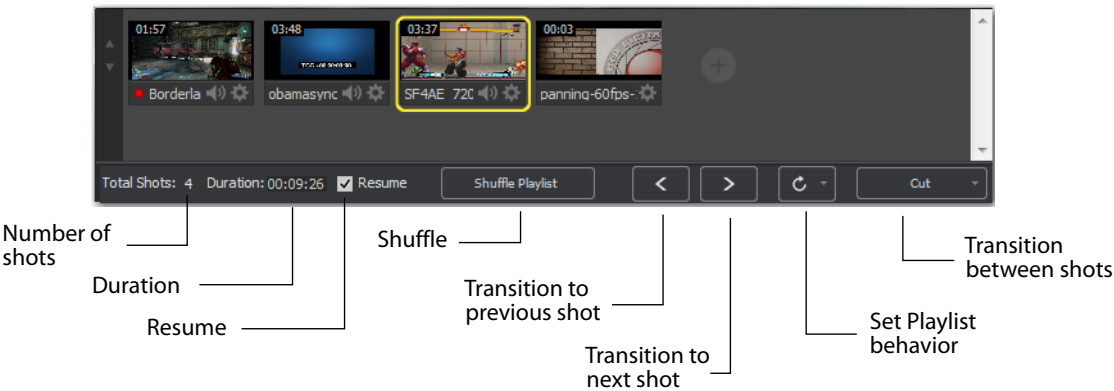 01:57
03:48
03:37
00:03
Borderla
obamasync
SF4AE_720
panning-60fps-
Total Shots: 4 Duration: 00:09:26 Resume Shuffle Playlist Cut
Number of
shots
Duration
Resume
Shuffle
Transition to
previous shot
Transition to
next shot
Set Playlist
behavior
Transition
between shots